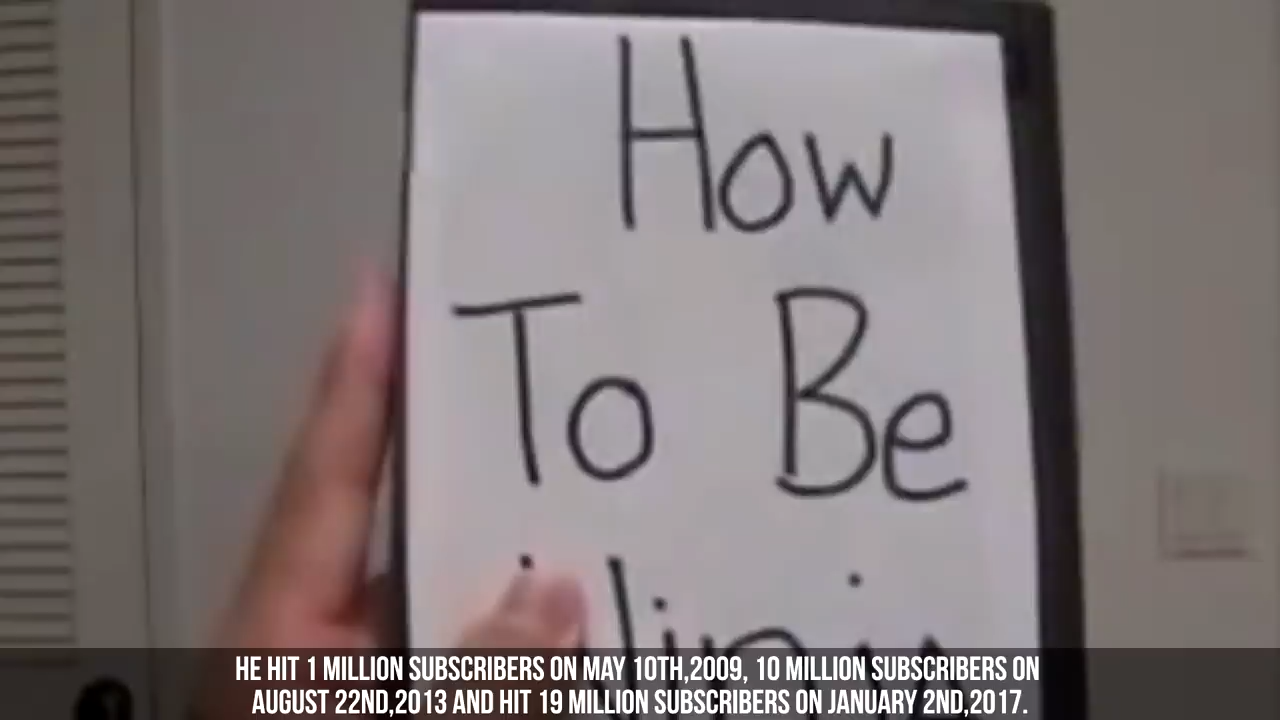 How
To Be
HE HIT 1 MILLION SUBSCRIBERS ON MAY 10TH,2009, 10 MILLION SUBSCRIBERS ON
AUGUST 22ND,2013 AND HIT 19 MILLION SUBSCRIBERS ON JANUARY 2ND,2017.